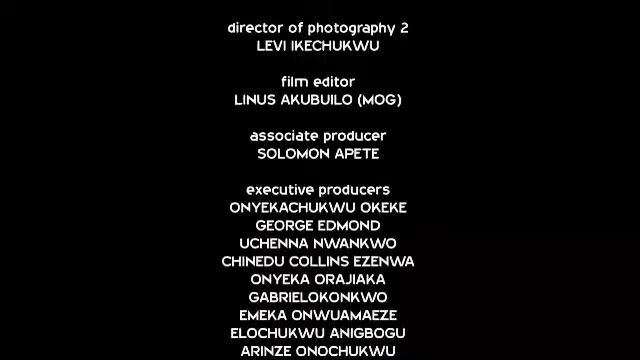 director of photography 2
LEVI IKECHUKWU
film editor
LINUS AKUBUILO (MOG)
associate producer
SOLOMON APETE
executive producers
ONYEKACHUKWU OKEKE
GEORGE EDMOND
UCHENNA NWANKWO
CHINEDU COLLINS EZENWA
ONYEKA ORAJIAKA
GABRIELOKONKWO
EMEKA ONWUAMAEZE
ELOCHUKWU ANIGBOGU
ARINZE ONOCHUKWU